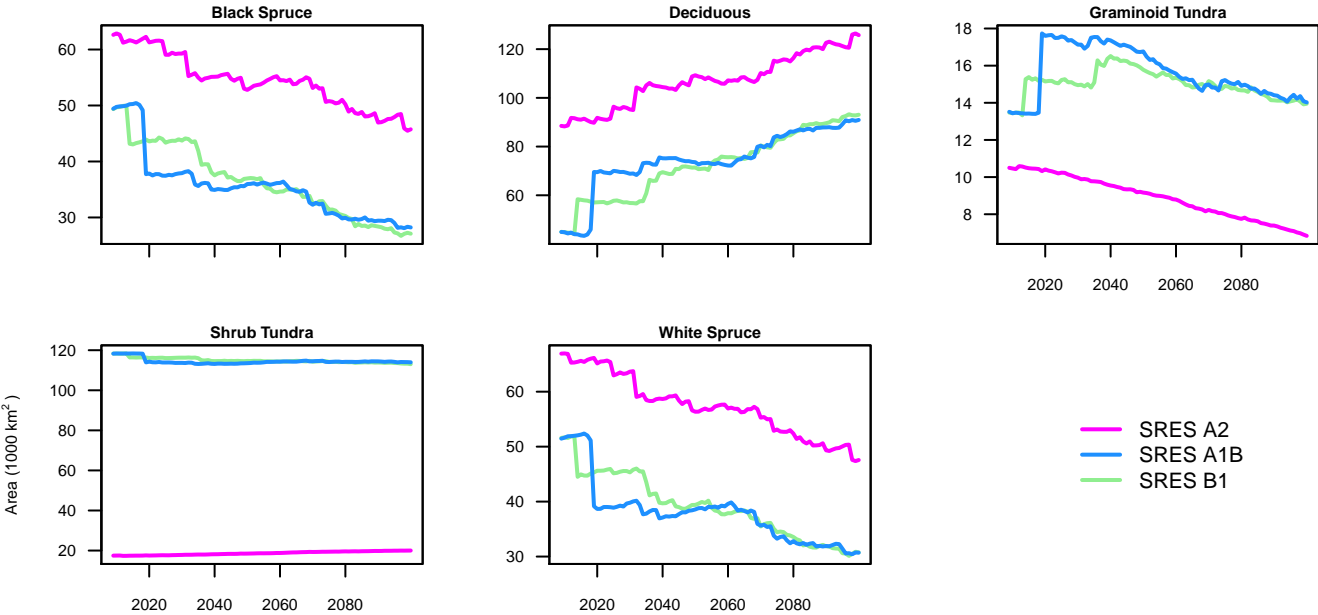 Black Spruce
60
50
40
30
Deciduous
120
100
80
60
Graminoid Tundra
18
16
14
12
10
8
2020 2040 2060 2080
Shrub Tundra
120
100
80
60
40
20
2020 2040 2060 2080
Area (1000 km²)
White Spruce
60
50
40
30
2020 2040 2060 2080
SRES A2
SRES A1B
SRES B1